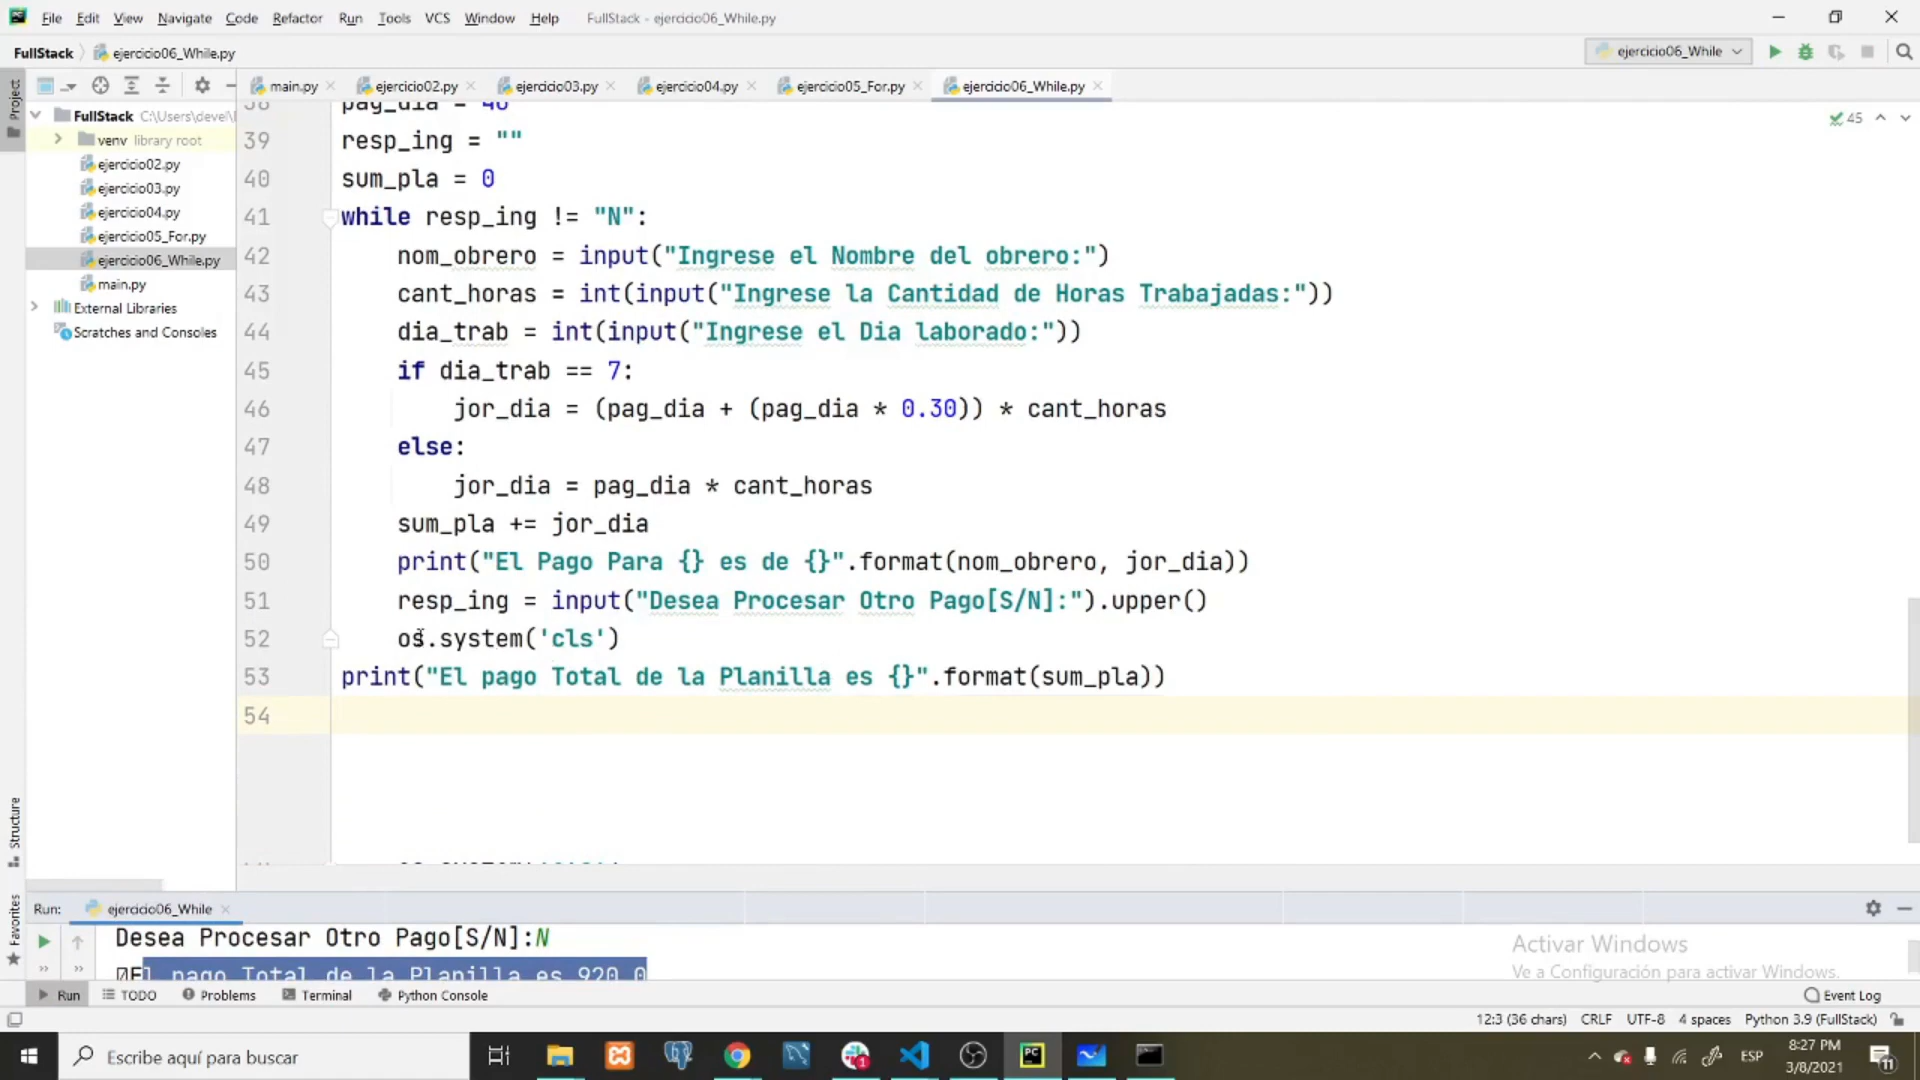 File Edit View Navigate Code Refactor Run Tools VCS Window Help FullStack - ejercicio06_While.py
FullStack ejercicio06_While.py ejercicio06_While
Project main.py ejercicio02.py ejercicio03.py ejercicio04.py ejercicio05_For.py ejercicio06_While.py
FullStack C:\Users\devel\
venv library root
ejercicio02.py
ejercicio03.py
ejercicio04.py
ejercicio05_For.py
ejercicio06_While.py
main.py
External Libraries
Scratches and Consoles
45
38 pag_dia = 40
39 resp_ing = ""
40 sum_pla = 0
41 while resp_ing != "N":
42 nom_obrero = input("Ingrese el Nombre del obrero:")
43 cant_horas = int(input("Ingrese la Cantidad de Horas Trabajadas:"))
44 dia_trab = int(input("Ingrese el Dia laborado:"))
45 if dia_trab == 7:
46 jor_dia = (pag_dia + (pag_dia * 0.30)) * cant_horas
47 else:
48 jor_dia = pag_dia * cant_horas
49 sum_pla += jor_dia
50 print("El Pago Para {} es de {}".format(nom_obrero, jor_dia))
51 resp_ing = input("Desea Procesar Otro Pago[S/N]:").upper()
52 os.system('cls')
53 print("El pago Total de la Planilla es {}".format(sum_pla))
54
Structure
Favorites
Run: ejercicio06_While
Desea Procesar Otro Pago[S/N]:N
El pago Total de la Planilla es 920.0
Activar Windows
Ve a Configuración para activar Windows.
Run TODO Problems Terminal Python Console Event Log
12:3 (36 chars) CRLF UTF-8 4 spaces Python 3.9 (FullStack)
Escribe aquí para buscar
ESP
8:27 PM
3/8/2021
11